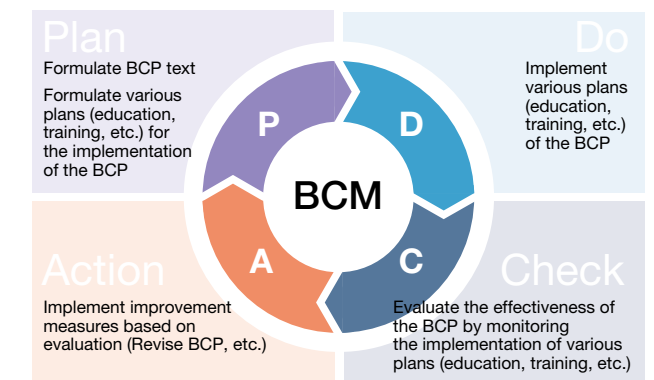 Plan
Formulate BCP text
Formulate various
plans (education,
training, etc.) for
the implementation
of the BCP
Do
Implement
various plans
(education,
training, etc.)
of the BCP
P
D
BCM
A
C
Action
Implement improvement
measures based on
evaluation (Revise BCP, etc.)
Check
Evaluate the effectiveness of
the BCP by monitoring
the implementation of various
plans (education, training, etc.)